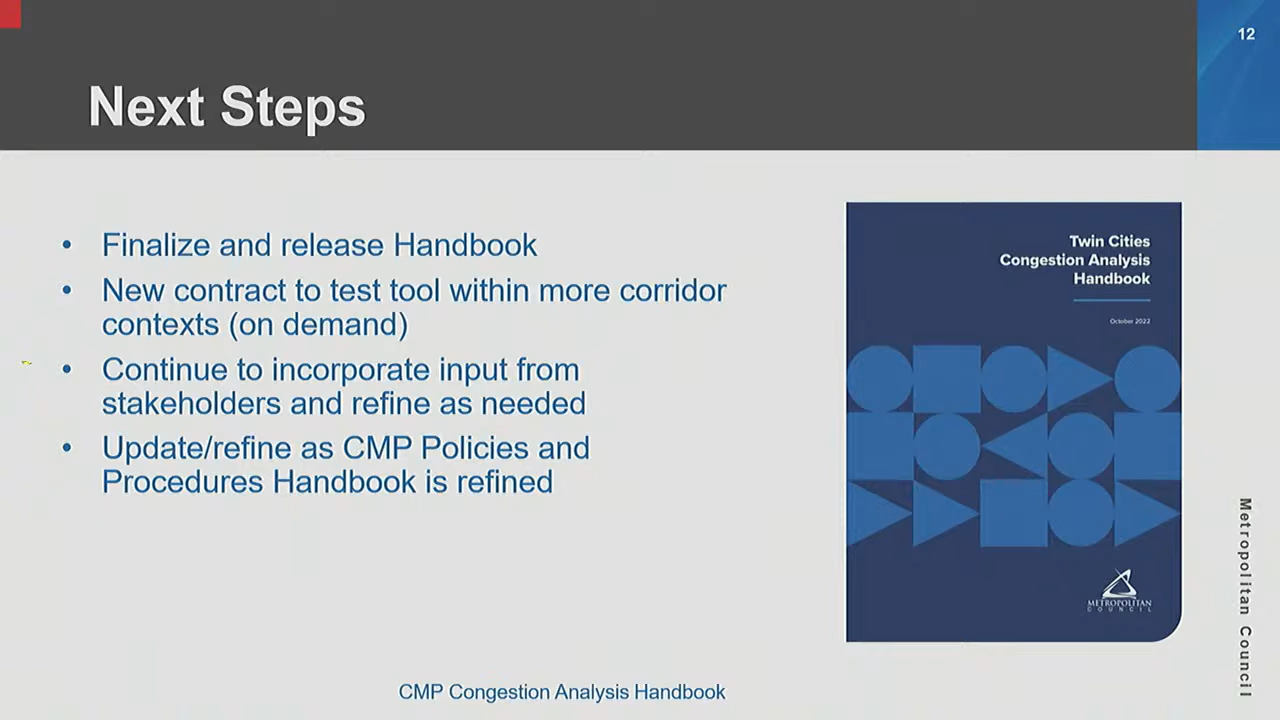 12
Next Steps
• Finalize and release Handbook
• New contract to test tool within more corridor
contexts (on demand)
• Continue to incorporate input from
stakeholders and refine as needed
• Update/refine as CMP Policies and
Procedures Handbook is refined
Twin Cities
Congestion Analysis
Handbook
October 2022
METROPOLITAN
COUNCIL
Metropolitan Council
CMP Congestion Analysis Handbook